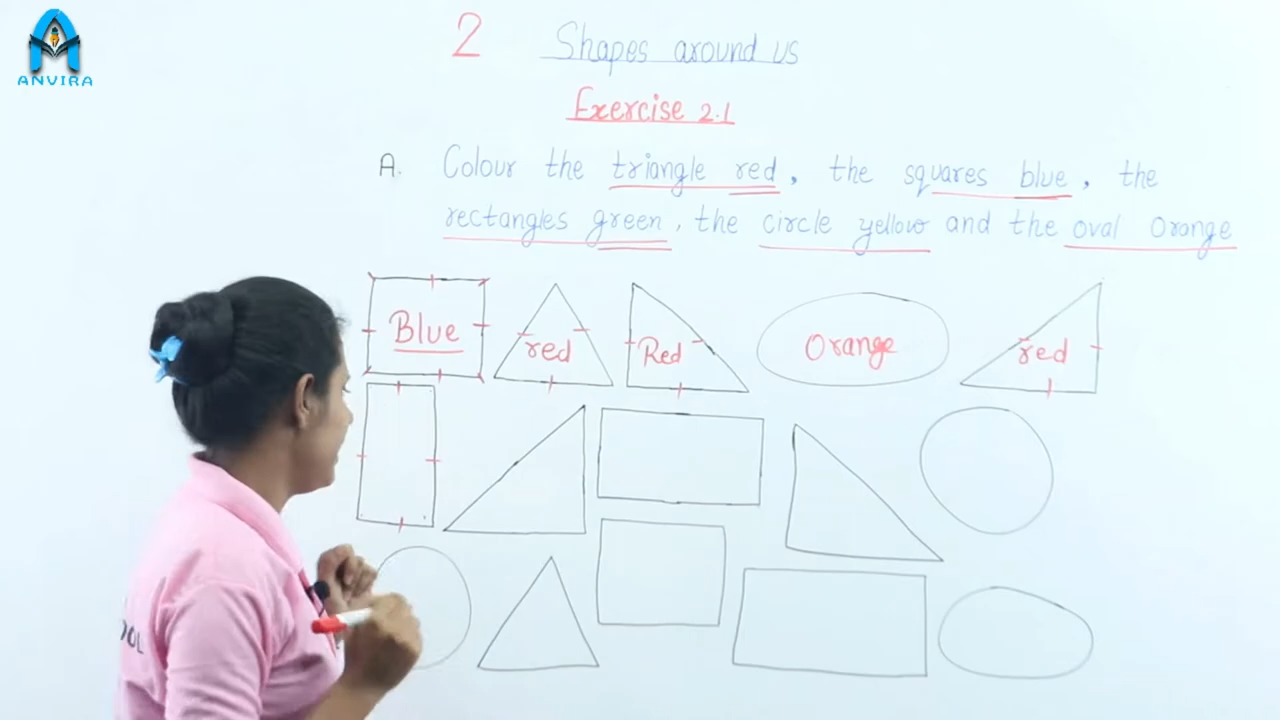 ANVIRA
2 Shapes around us
Exercise 2.1
A. Colour the triangle red, the squares blue, the
rectangles green, the circle yellow and the oval Orange
Blue red Red Orange red